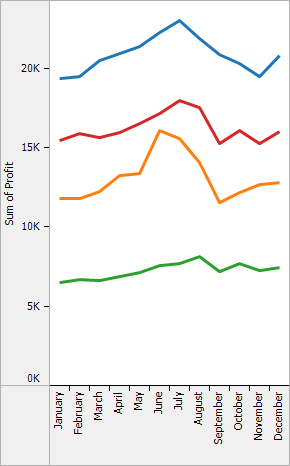 20K
15K
10K
5K
0K
Sum of Profit
January
February
March
April
May
June
July
August
September
October
November
December